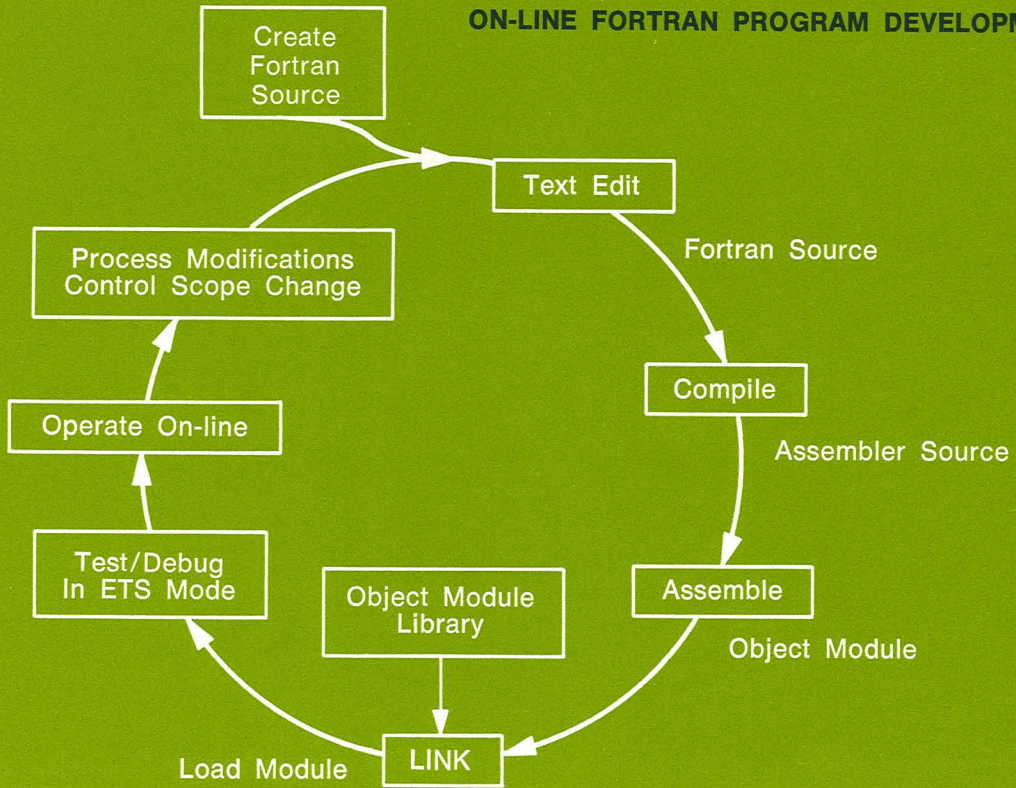 ON-LINE FORTRAN PROGRAM
Create
Fortran
Source
Text Edit
Fortran Source
Process Modifications
Control Scope Change
Compile
Operate On-line
Assembler Source
Test/Debug
In ETS Mode
Object Module
Library
Assemble
Object Module
LINK
Load Module